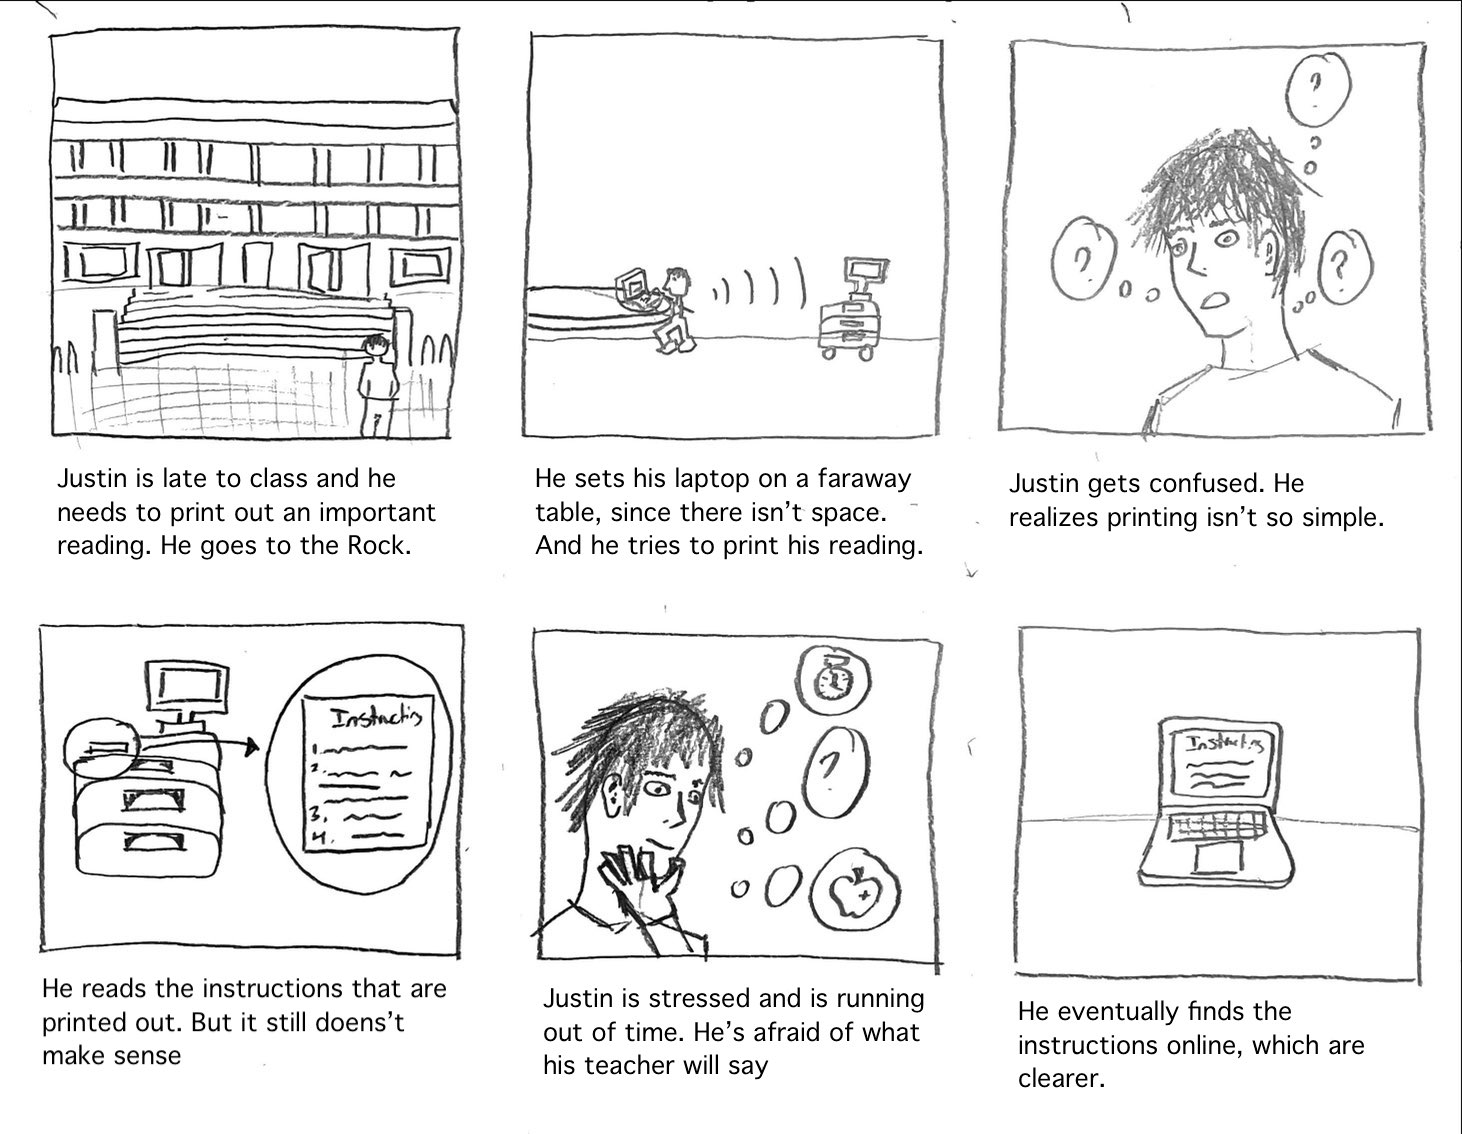 Justin is late to class and he
needs to print out an important
reading. He goes to the Rock.
He sets his laptop on a faraway
table, since there isn't space.
And he tries to print his reading.
?
?
?
Justin gets confused. He
realizes printing isn't so simple.
Instructins
1.
2.
3.
4.
He reads the instructions that are
printed out. But it still doens't
make sense
?
Justin is stressed and is running
out of time. He's afraid of what
his teacher will say
He eventually finds the
instructions online, which are
clearer.